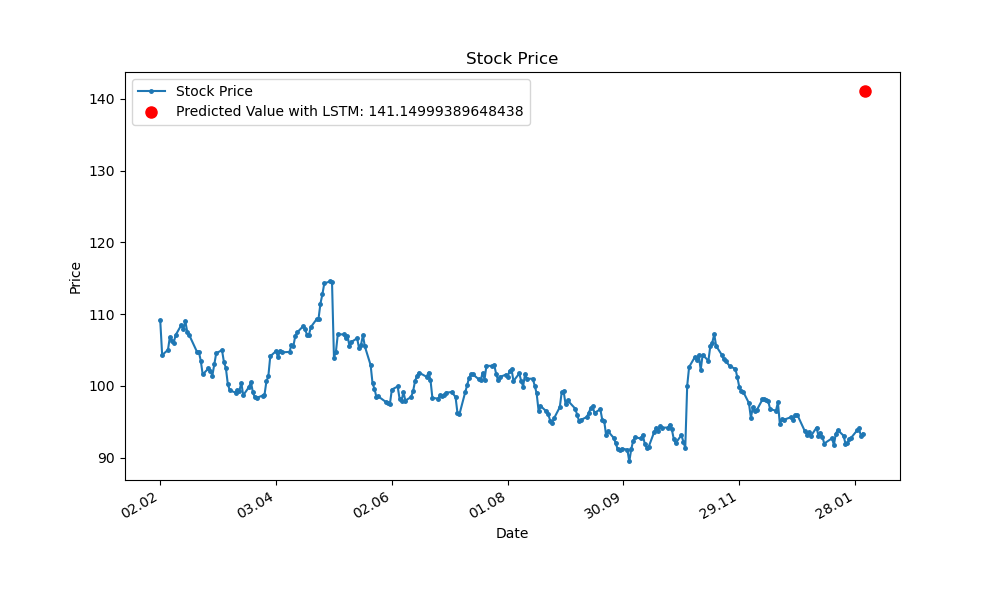 Stock Price
Stock Price
Predicted Value with LSTM: 141.14999389648438
140
130
120
110
100
90
Price
02.02
03.04
02.06
01.08
30.09
29.11
28.01
Date